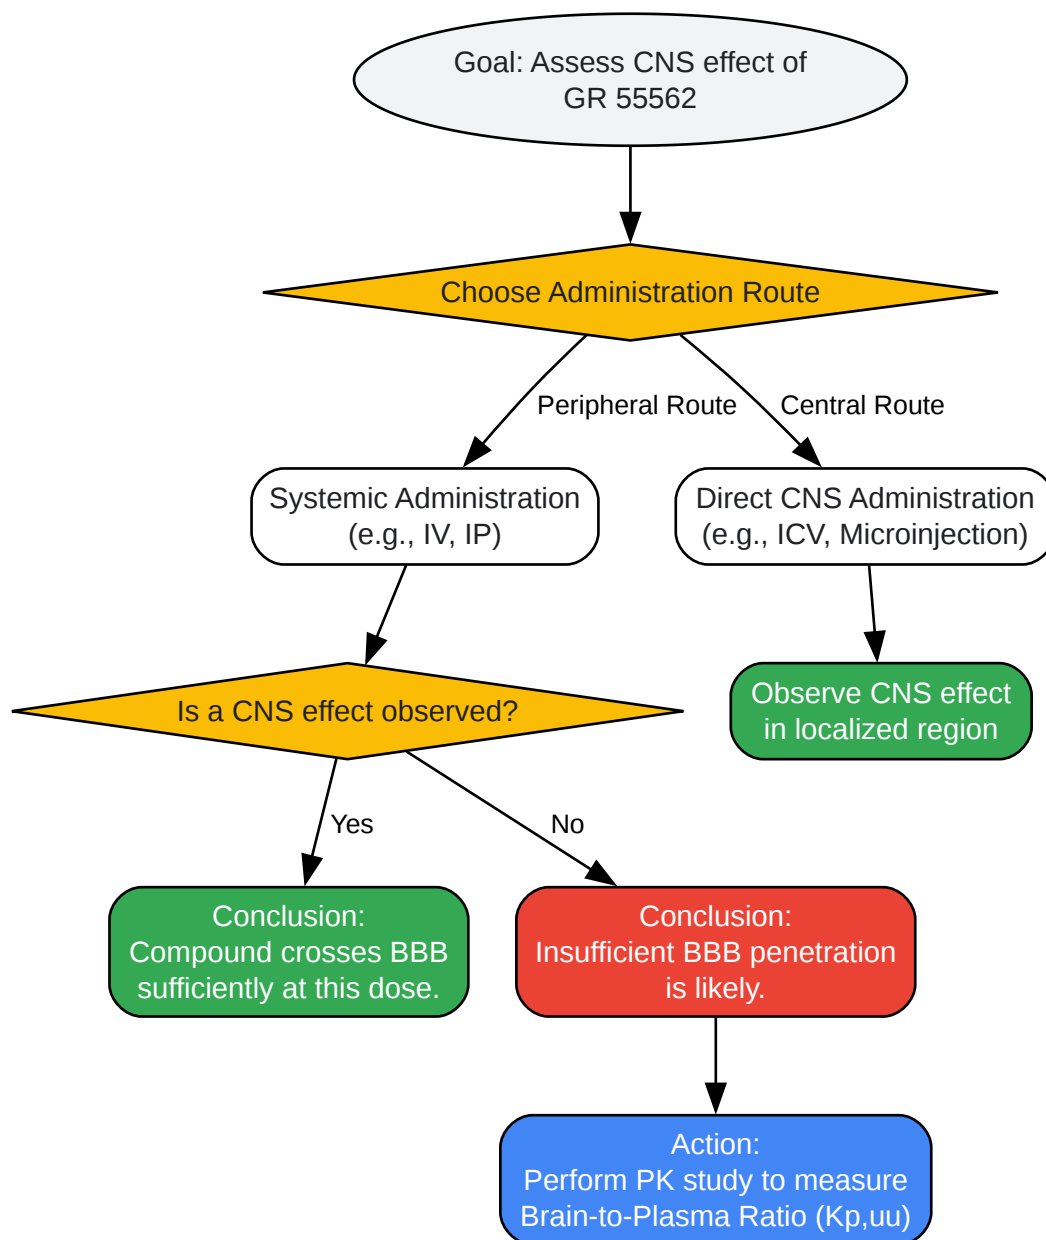 Goal: Assess CNS effect of
GR 55562
Choose Administration Route
Peripheral Route
Central Route
Systemic Administration
(e.g., IV, IP)
Direct CNS Administration
(e.g., ICV, Microinjection)
Is a CNS effect observed?
Observe CNS effect
in localized region
Yes
No
Conclusion:
Compound crosses BBB
sufficiently at this dose.
Conclusion:
Insufficient BBB penetration
is likely.
Action:
Perform PK study to measure
Brain-to-Plasma Ratio (Kp,uu)